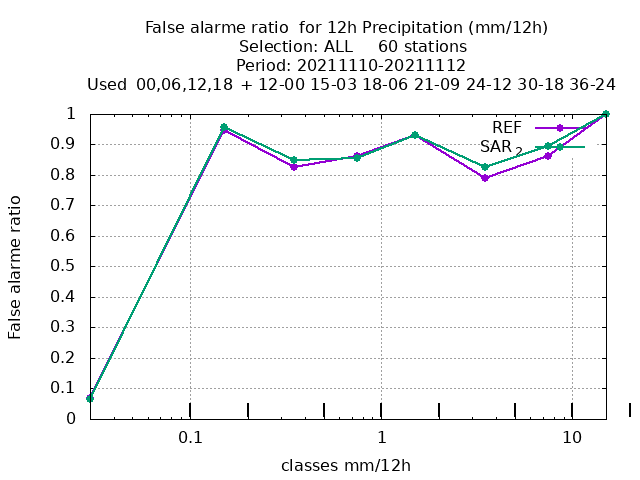 False alarme ratio  for 12h Precipitation (mm/12h)
Selection: ALL     60 stations
Period: 20211110-20211112
Used  00,06,12,18  + 12-00 15-03 18-06 21-09 24-12 30-18 36-24
REF
SAR 2
1
0.9
0.8
0.7
0.6
0.5
0.4
0.3
0.2
0.1
0
False alarme ratio
0.1 1 10
classes mm/12h